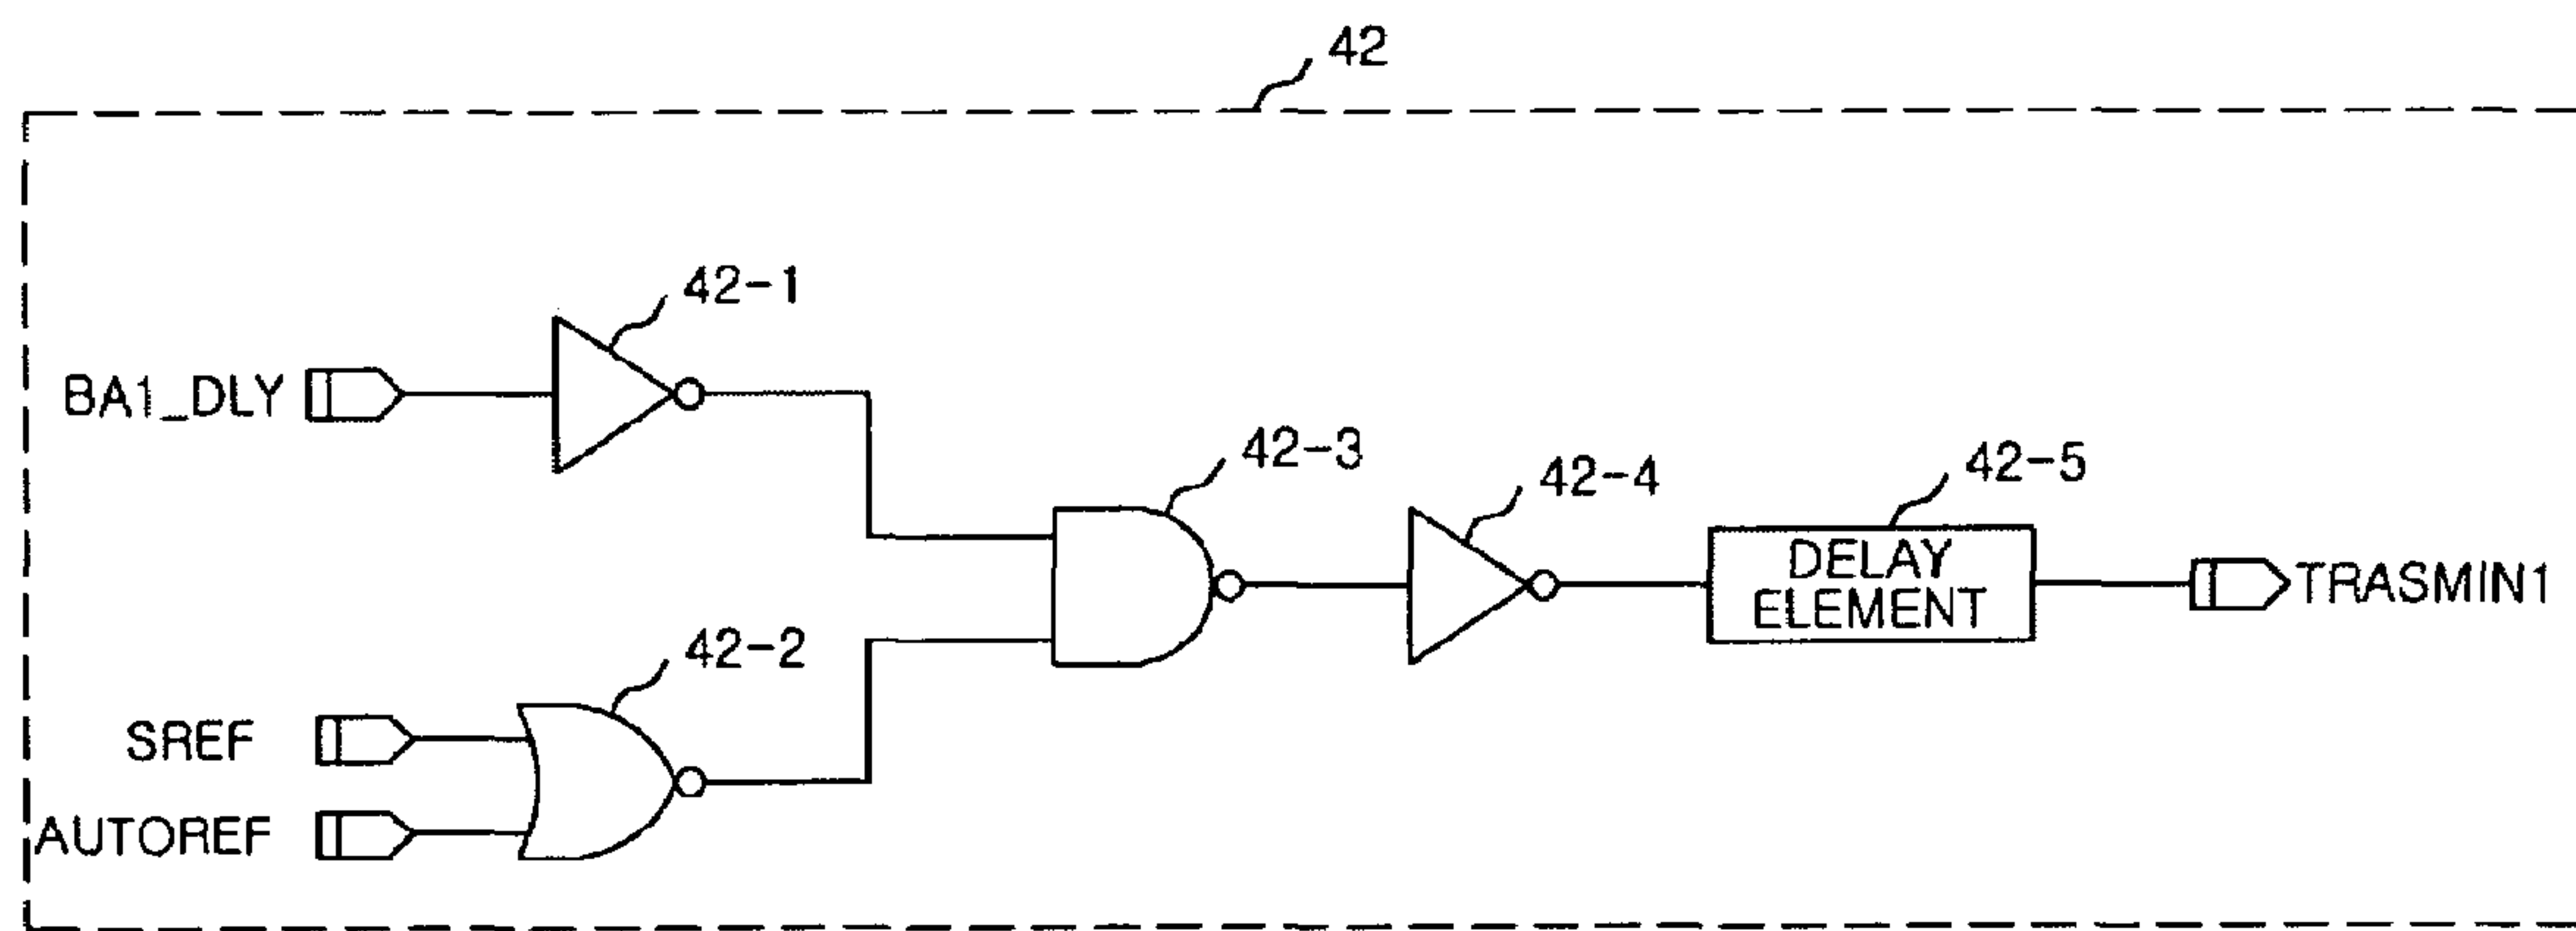 42
42-1
BA1_DLY
42-3
42-4
42-5
DELAY
ELEMENT
TRASMIN1
42-2
SREF
AUTOREF